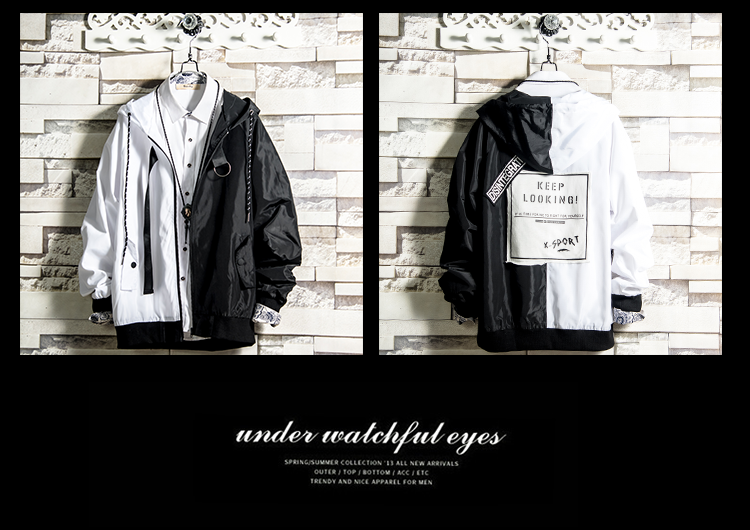 DISINTEGRATI
KEEP
LOOKING!
X-SPORT
under watchful eyes
SPRING/SUMMER COLLECTION '13 ALL NEW ARRIVALS
OUTER / TOP / BOTTOM / ACC / ETC
TRENDY AND NICE APPAREL FOR MEN